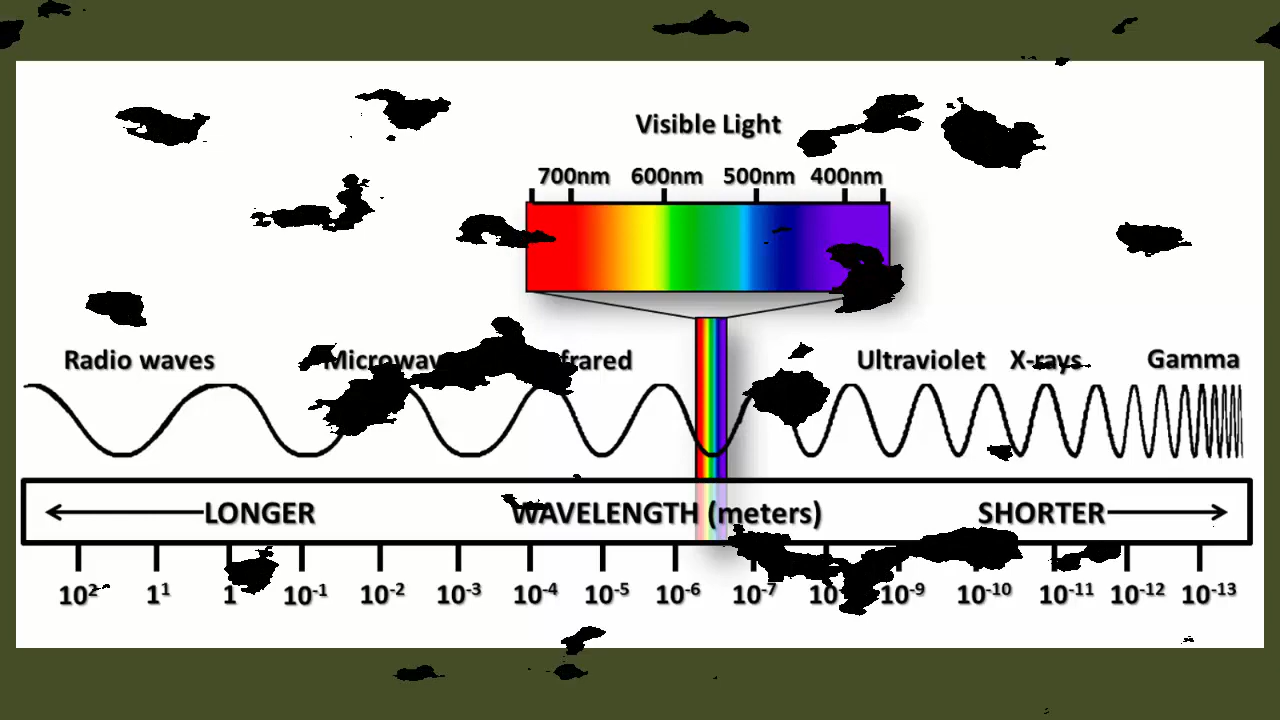 Visible Light
700nm 600nm 500nm 400nm
Radio waves Ultraviolet X-rays Gamma
LONGER WAVELENGTH (meters) SHORTER
10² 1¹ 10⁻¹ 10⁻² 10⁻³ 10⁻⁴ 10⁻⁵ 10⁻⁶ 10⁻⁷ 10⁻⁹ 10⁻¹⁰ 10⁻¹¹ 10⁻¹² 10⁻¹³